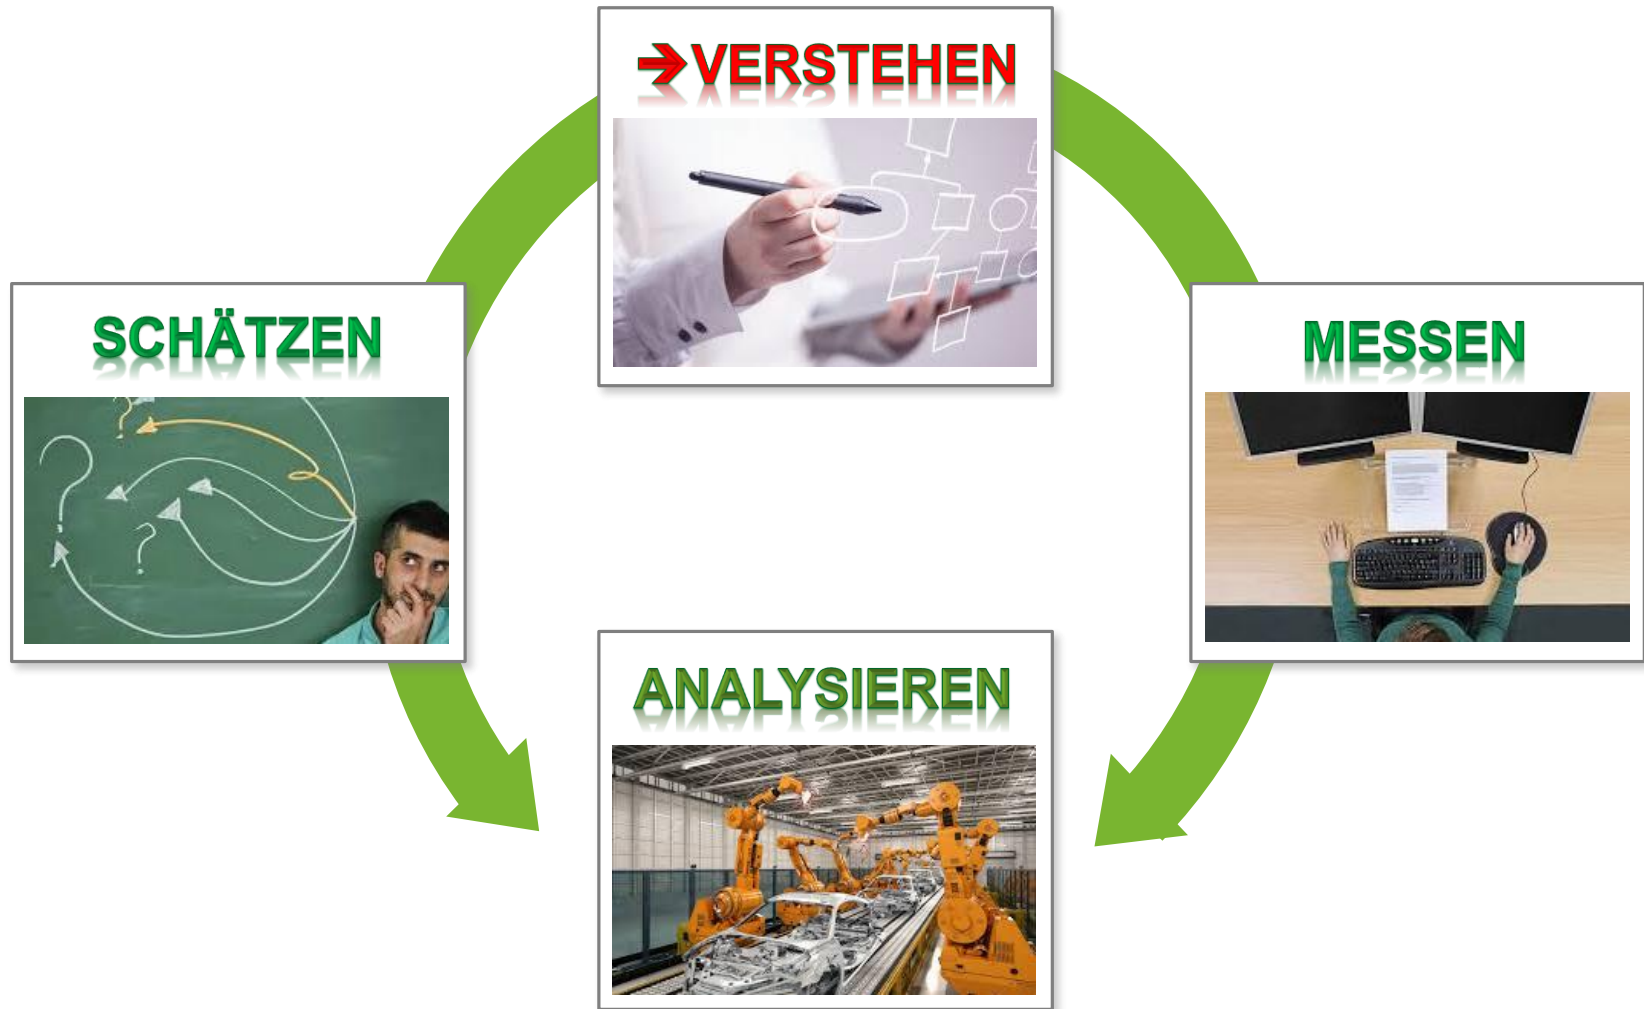 ➔VERSTEHEN
SCHÄTZEN
?
?
?
MESSEN
ANALYSIEREN